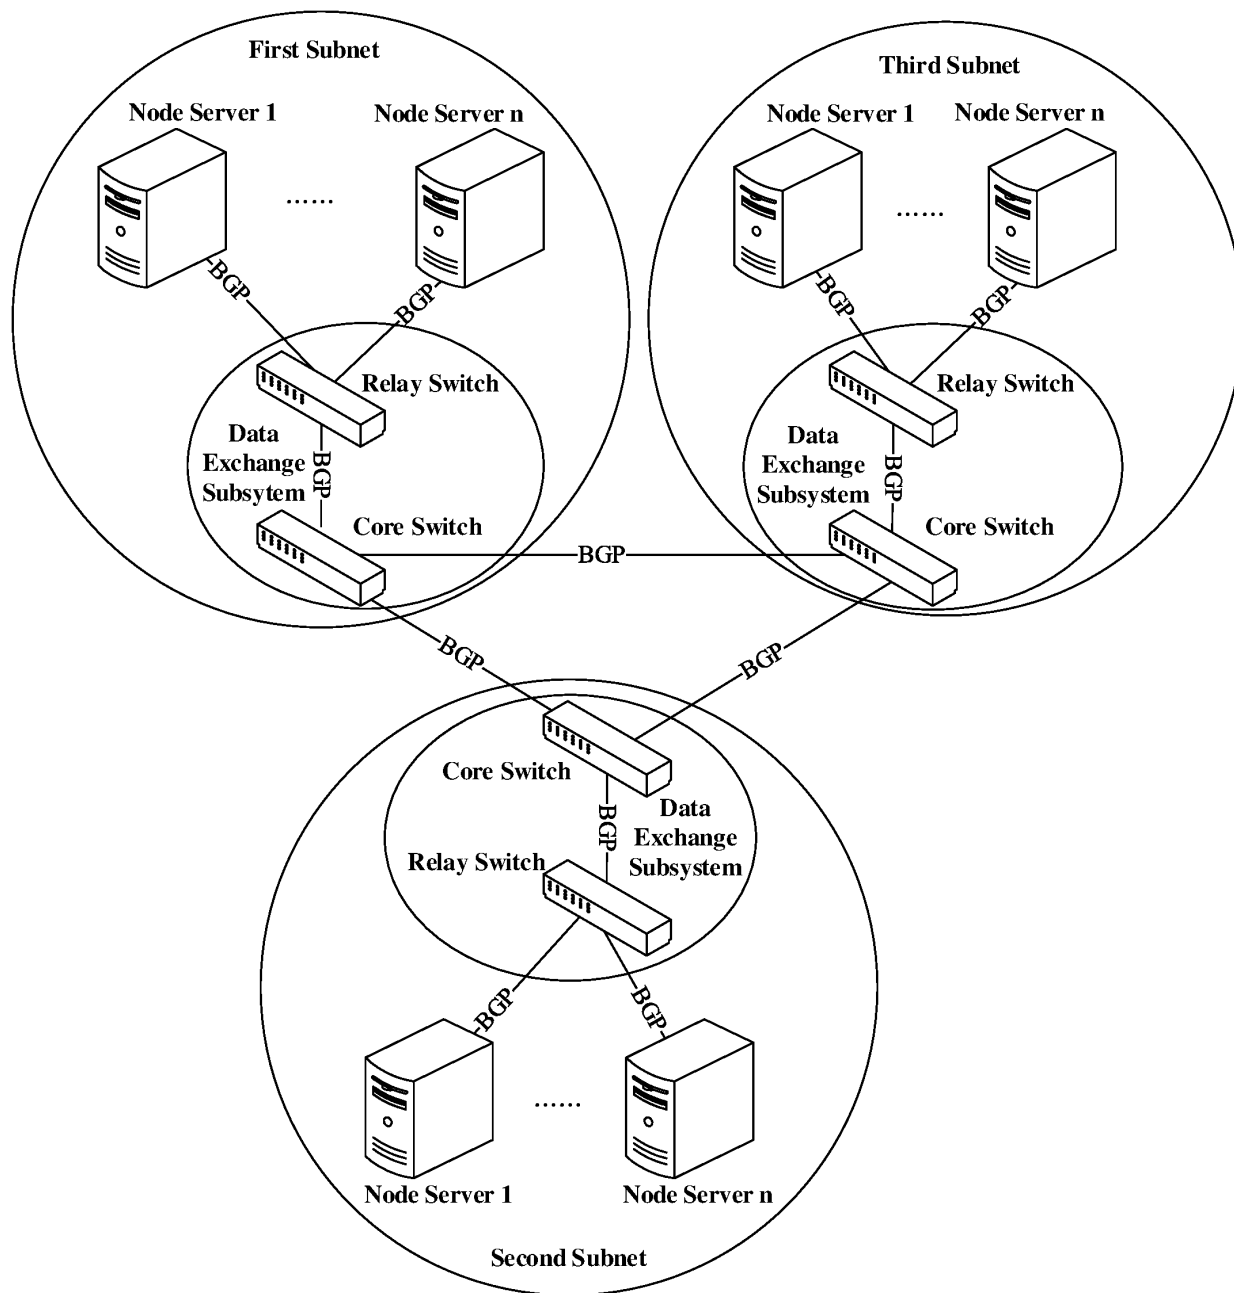 First Subnet
Node Server 1
Node Server n
......
BGP
BGP
Relay Switch
Data
Exchange
Subsytem
BGP
Core Switch
Third Subnet
Node Server 1
Node Server n
......
BGP
BGP
Relay Switch
Data
Exchange
Subsystem
BGP
Core Switch
BGP
BGP
BGP
Core Switch
BGP
Data
Exchange
Subsystem
Relay Switch
BGP
BGP
......
Node Server 1
Node Server n
Second Subnet